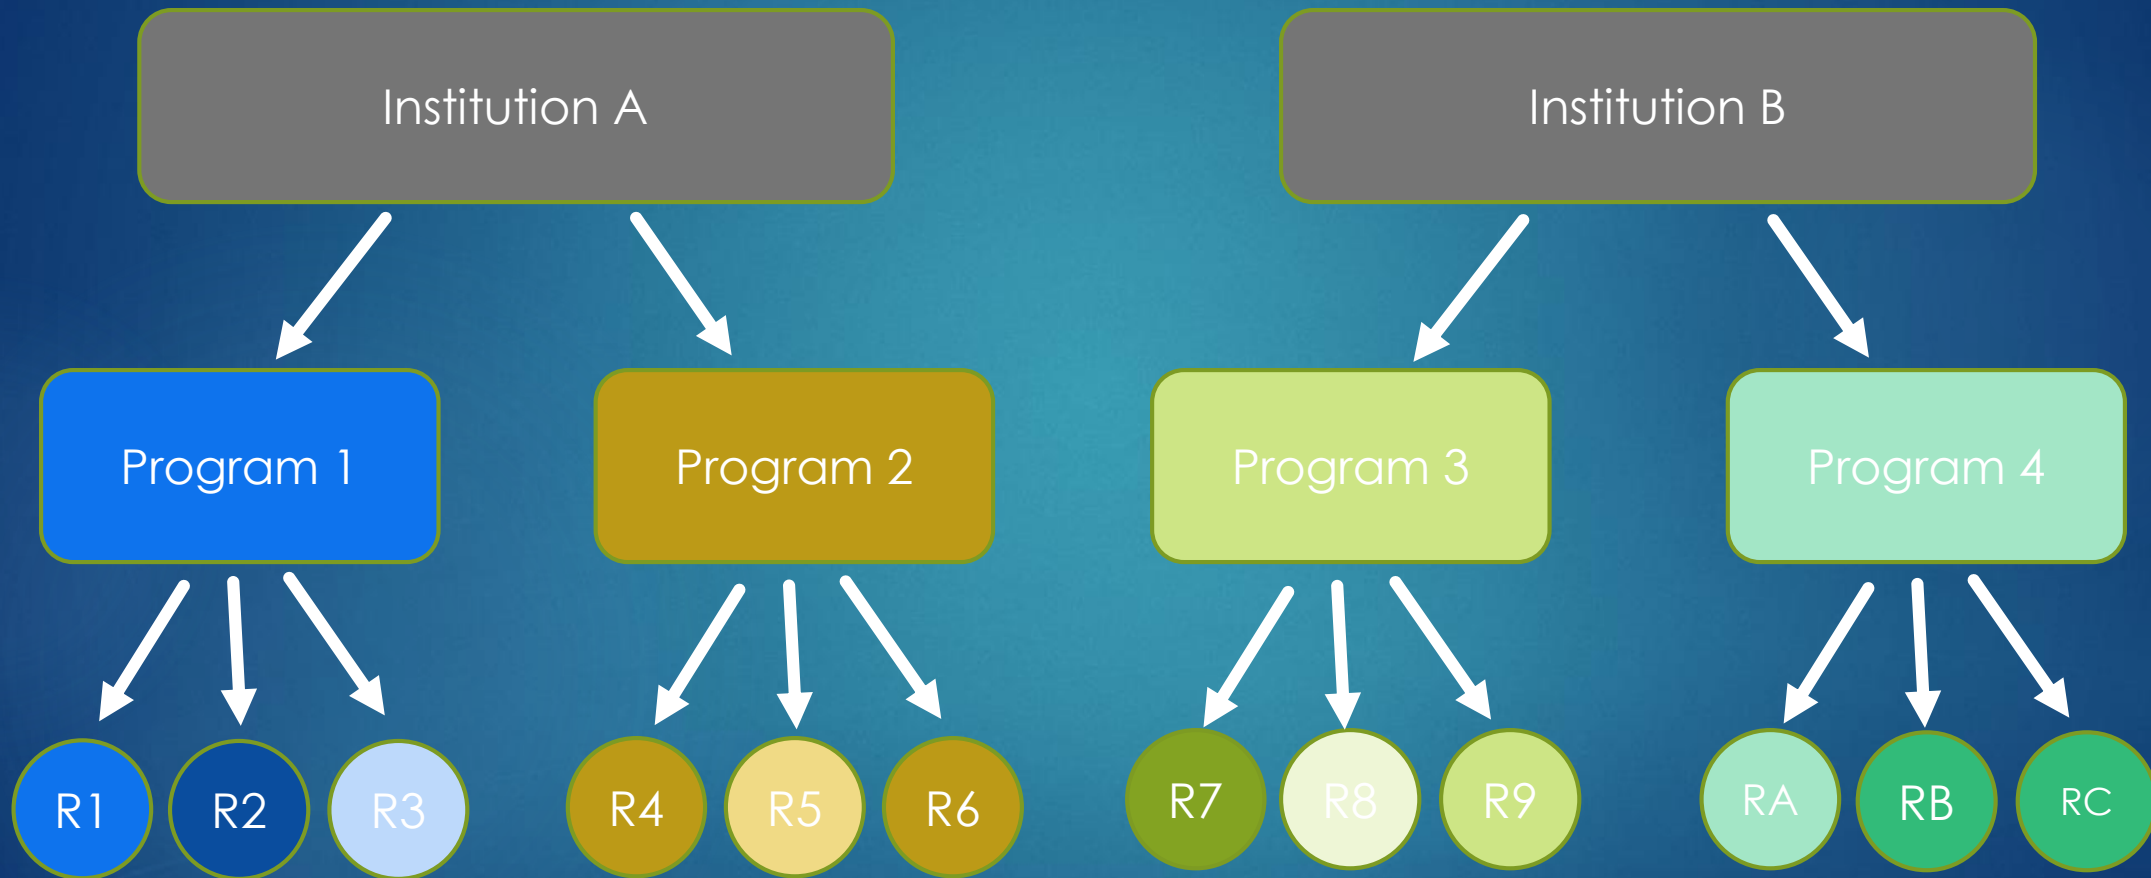 Institution A
Institution B
Program 1
Program 2
Program 3
Program 4
R1
R2
R3
R4
R5
R6
R7
R8
R9
RA
RB
RC